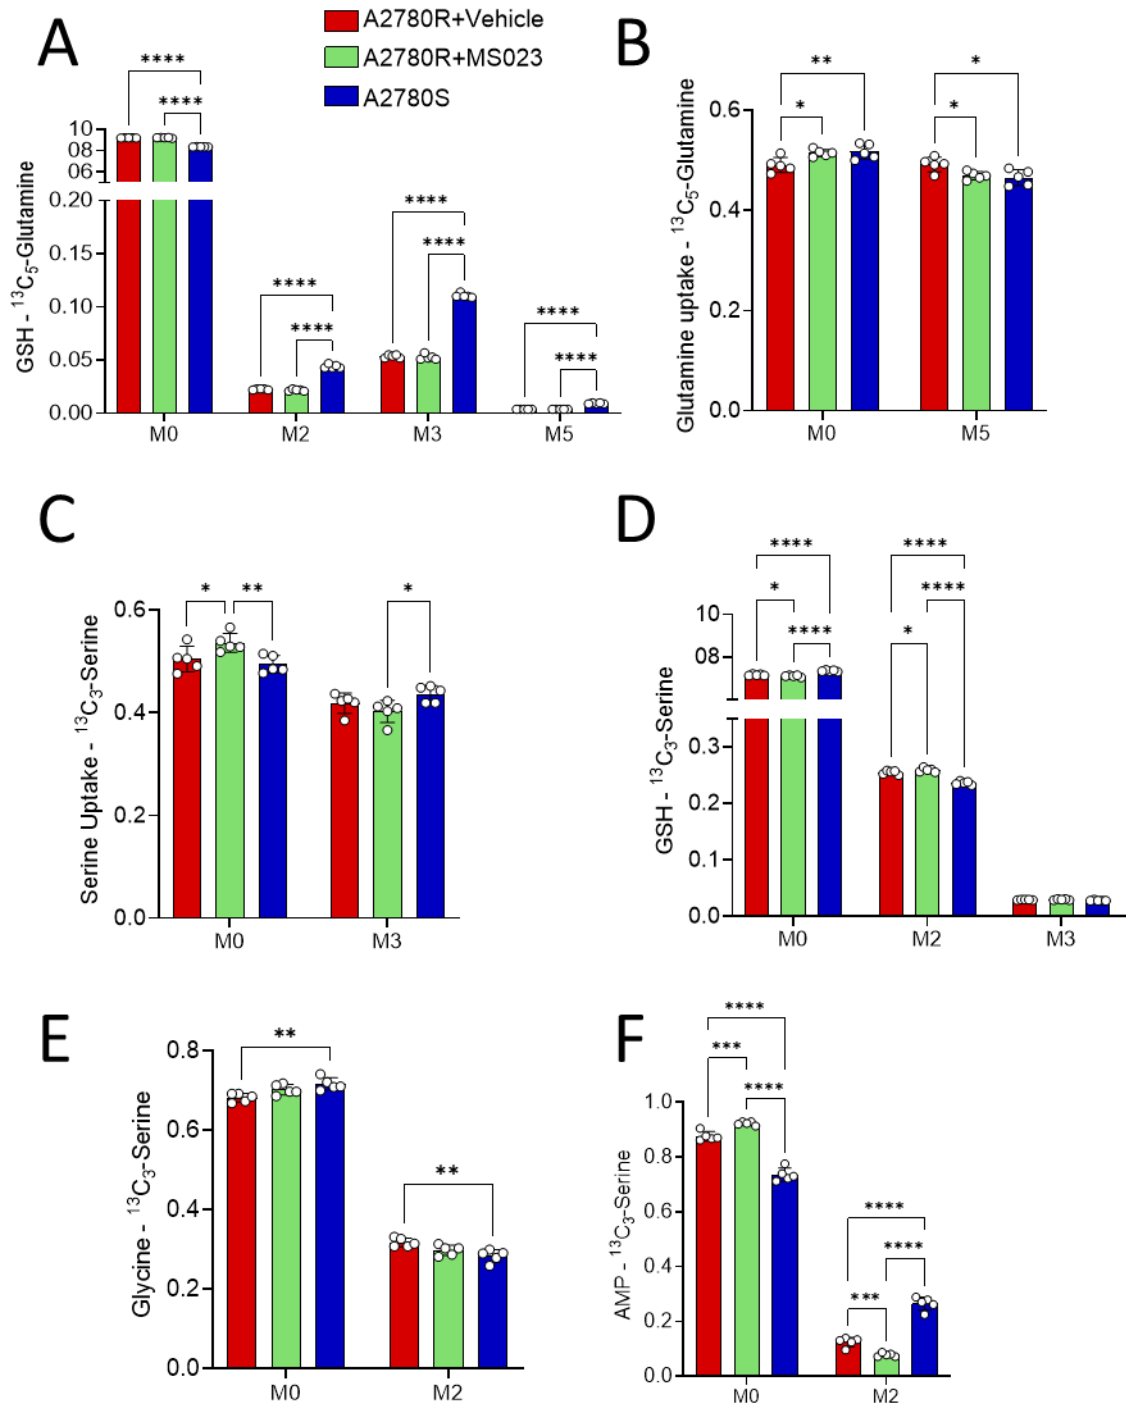 A
A2780R+Vehicle
A2780R+MS023
A2780S
B
**** ****
10
08
06
0.20
0.15
0.10
0.05
0.00
GSH - ¹³C₅-Glutamine
**** ****
**** ****
**** ****
M0 M2 M3 M5
** *
* *
0.6
0.4
0.2
0.0
Glutamine uptake - ¹³C₅-Glutamine
M0 M5
C
* ** *
0.6
0.4
0.2
0.0
Serine Uptake - ¹³C₃-Serine
M0 M3
D
**** ****
* ****
**** *
10
08
0.3
0.2
0.1
0.0
GSH - ¹³C₃-Serine
M0 M2 M3
E
**
0.8
0.6
0.4
0.2
0.0
Glycine - ¹³C₃-Serine
**
M0 M2
F
****
***
****
1.0
0.8
0.6
0.4
0.2
0.0
AMP - ¹³C₃-Serine
****
****
***
M0 M2